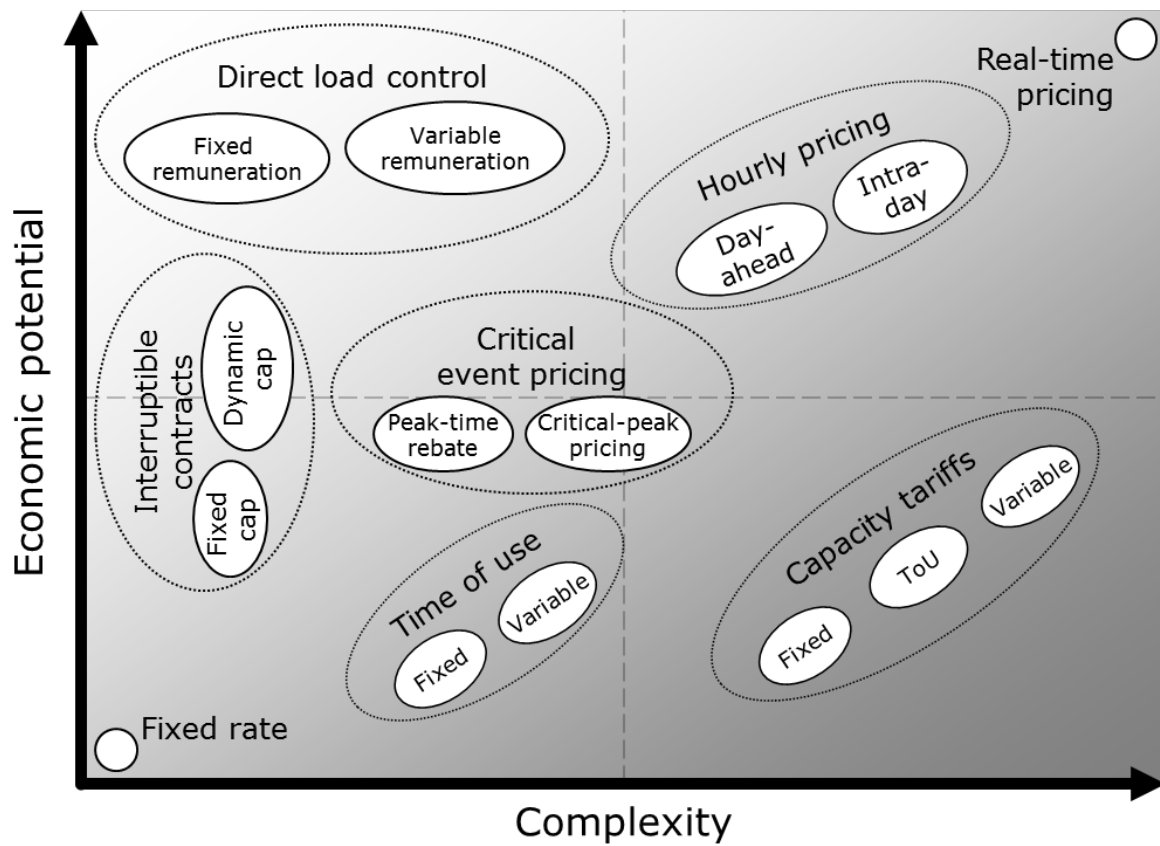 Economic potential
Complexity
Direct load control
Fixed
remuneration
Variable
remuneration
Real-time
pricing
Hourly pricing
Day-
ahead
Intra-
day
Interruptible
contracts
Dynamic
cap
Fixed
cap
Critical
event pricing
Peak-time
rebate
Critical-peak
pricing
Time of use
Fixed
Variable
Capacity tariffs
Fixed
ToU
Variable
Fixed rate